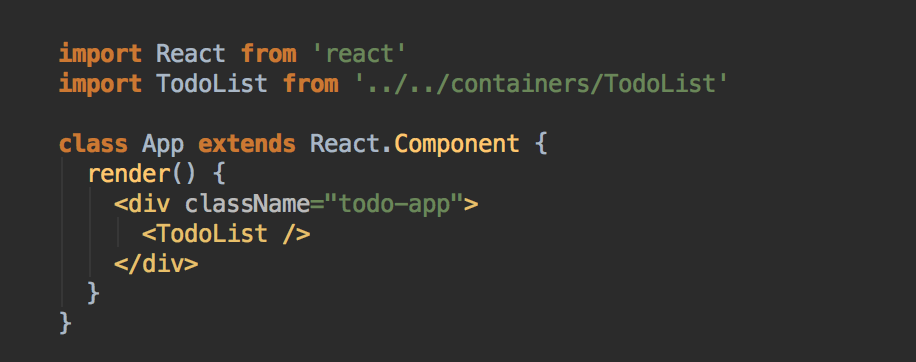 import React from 'react'
import TodoList from '../../containers/TodoList'
class App extends React.Component {
render() {
<div className="todo-app">
<TodoList />
</div>
}
}